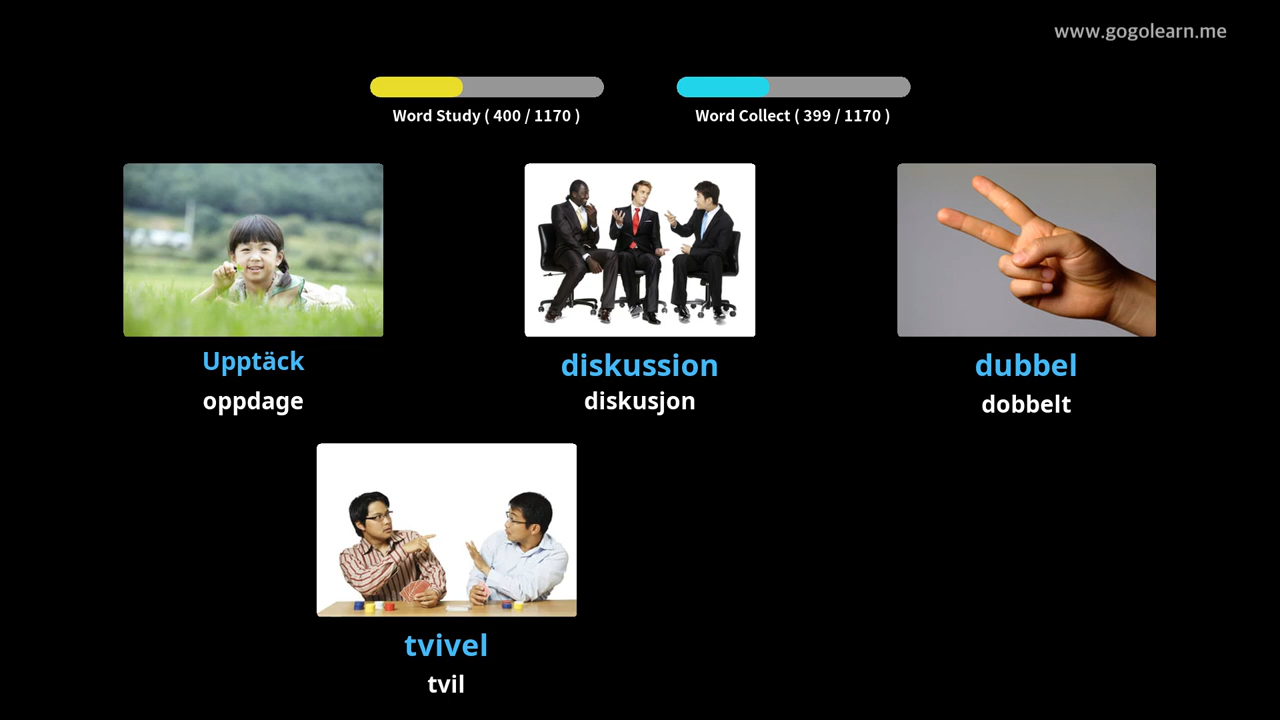 www.gogolearn.me
Word Study ( 400 / 1170 )
Word Collect ( 399 / 1170 )
Upptäck
oppdage
diskussion
diskusjon
dubbel
dobbelt
tvivel
tvil